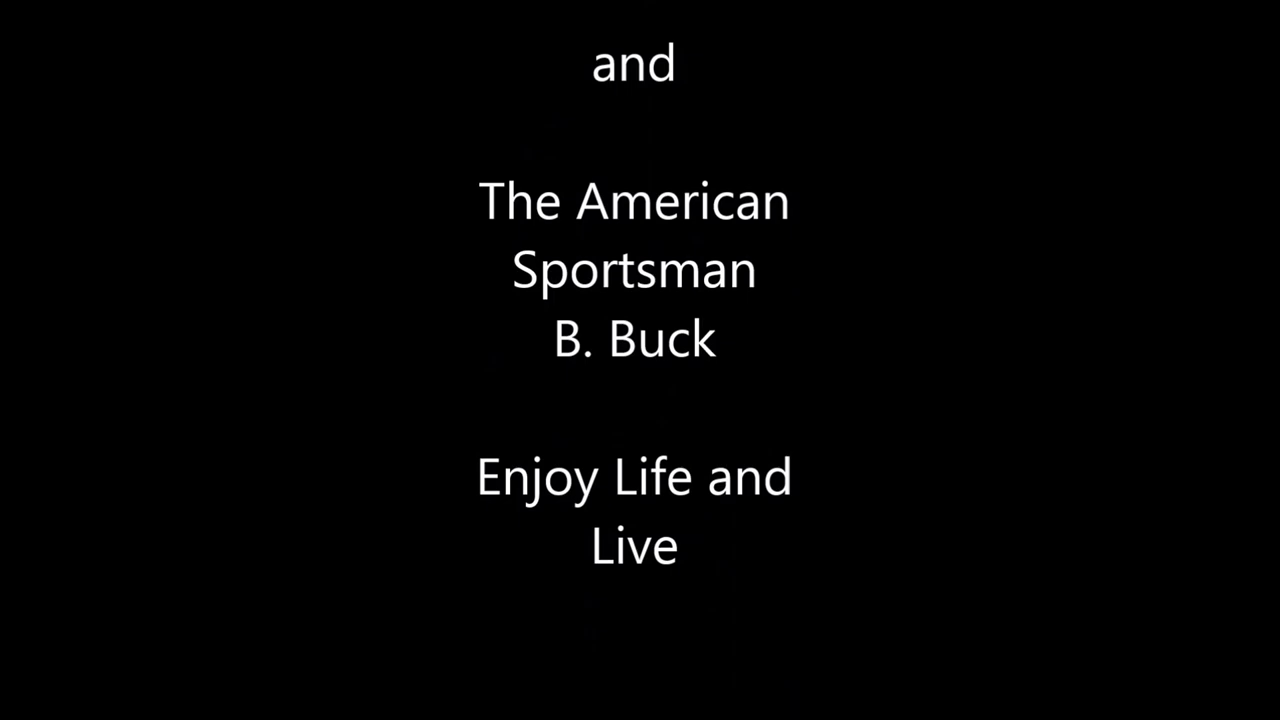 and
The American
Sportsman
B. Buck
Enjoy Life and
Live